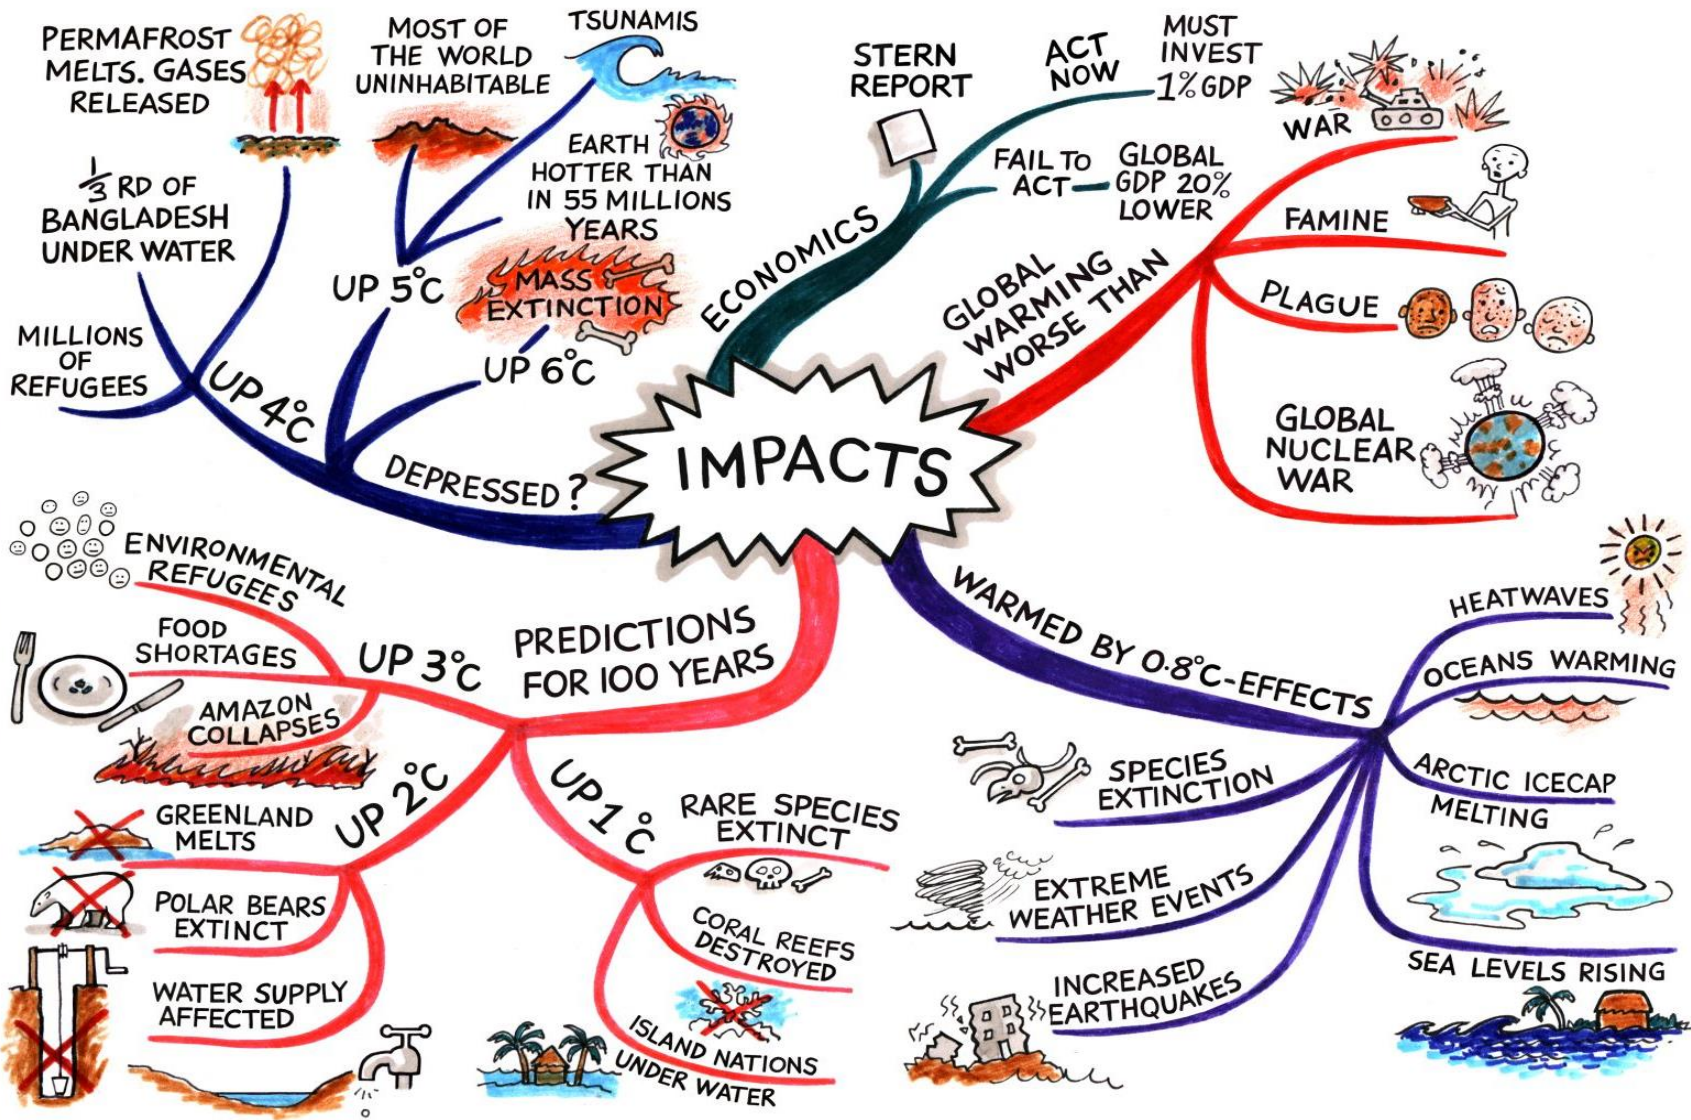 PERMAFROST
MELTS. GASES
RELEASED
MOST OF
THE WORLD
UNINHABITABLE
TSUNAMIS
EARTH
HOTTER THAN
IN 55 MILLIONS
YEARS
1/3 RD OF
BANGLADESH
UNDER WATER
MILLIONS
OF
REFUGEES
UP 4°C
UP 5°C
MASS
EXTINCTION
UP 6°C
DEPRESSED?
STERN
REPORT
ACT
NOW
MUST
INVEST
1% GDP
FAIL TO
ACT
GLOBAL
GDP 20%
LOWER
ECONOMICS
GLOBAL
WARMING
WORSE THAN
WAR
FAMINE
PLAGUE
GLOBAL
NUCLEAR
WAR
IMPACTS
ENVIRONMENTAL
REFUGEES
FOOD
SHORTAGES
AMAZON
COLLAPSES
UP 3°C
PREDICTIONS
FOR 100 YEARS
UP 2°C
GREENLAND
MELTS
POLAR BEARS
EXTINCT
WATER SUPPLY
AFFECTED
UP 1°C
RARE SPECIES
EXTINCT
CORAL REEFS
DESTROYED
ISLAND NATIONS
UNDER WATER
WARMED BY 0.8°C-EFFECTS
HEATWAVES
OCEANS WARMING
ARCTIC ICECAP
MELTING
SEA LEVELS RISING
SPECIES
EXTINCTION
EXTREME
WEATHER EVENTS
INCREASED
EARTHQUAKES